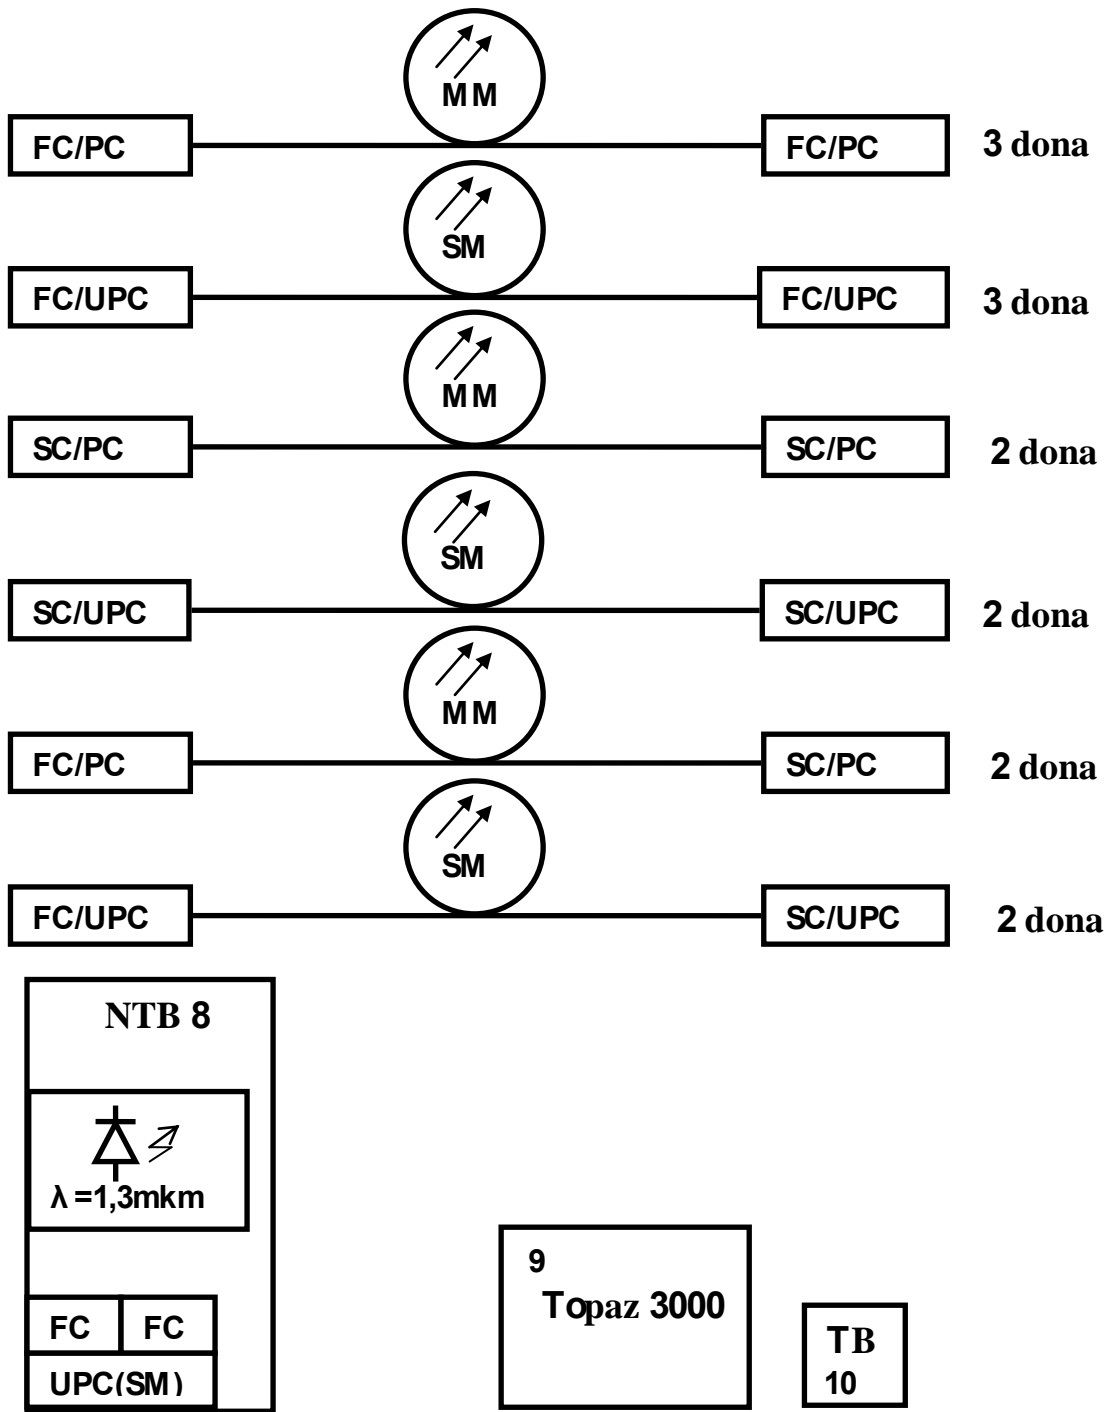 MM
FC/PC FC/PC 3 dona
SM
FC/UPC FC/UPC 3 dona
MM
SC/PC SC/PC 2 dona
SM
SC/UPC SC/UPC 2 dona
MM
FC/PC SC/PC 2 dona
SM
FC/UPC SC/UPC 2 dona
NTB 8
λ =1,3mkm
FC FC
UPC(SM)
9
Topaz 3000
TB
10